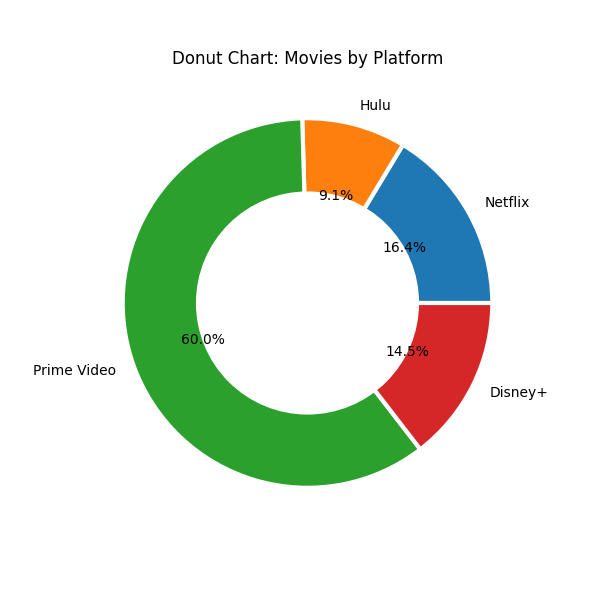 Donut Chart: Movies by Platform
Hulu
9.1%
Netflix
16.4%
60.0%
14.5%
Prime Video
Disney+